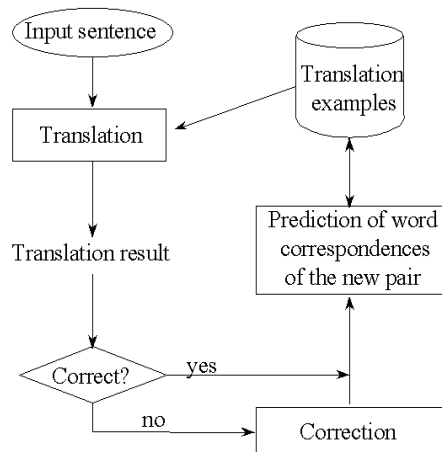 Input sentence
Translation
examples
Translation
Translation result
Prediction of word
correspondences
of the new pair
Correct?
yes
no
Correction